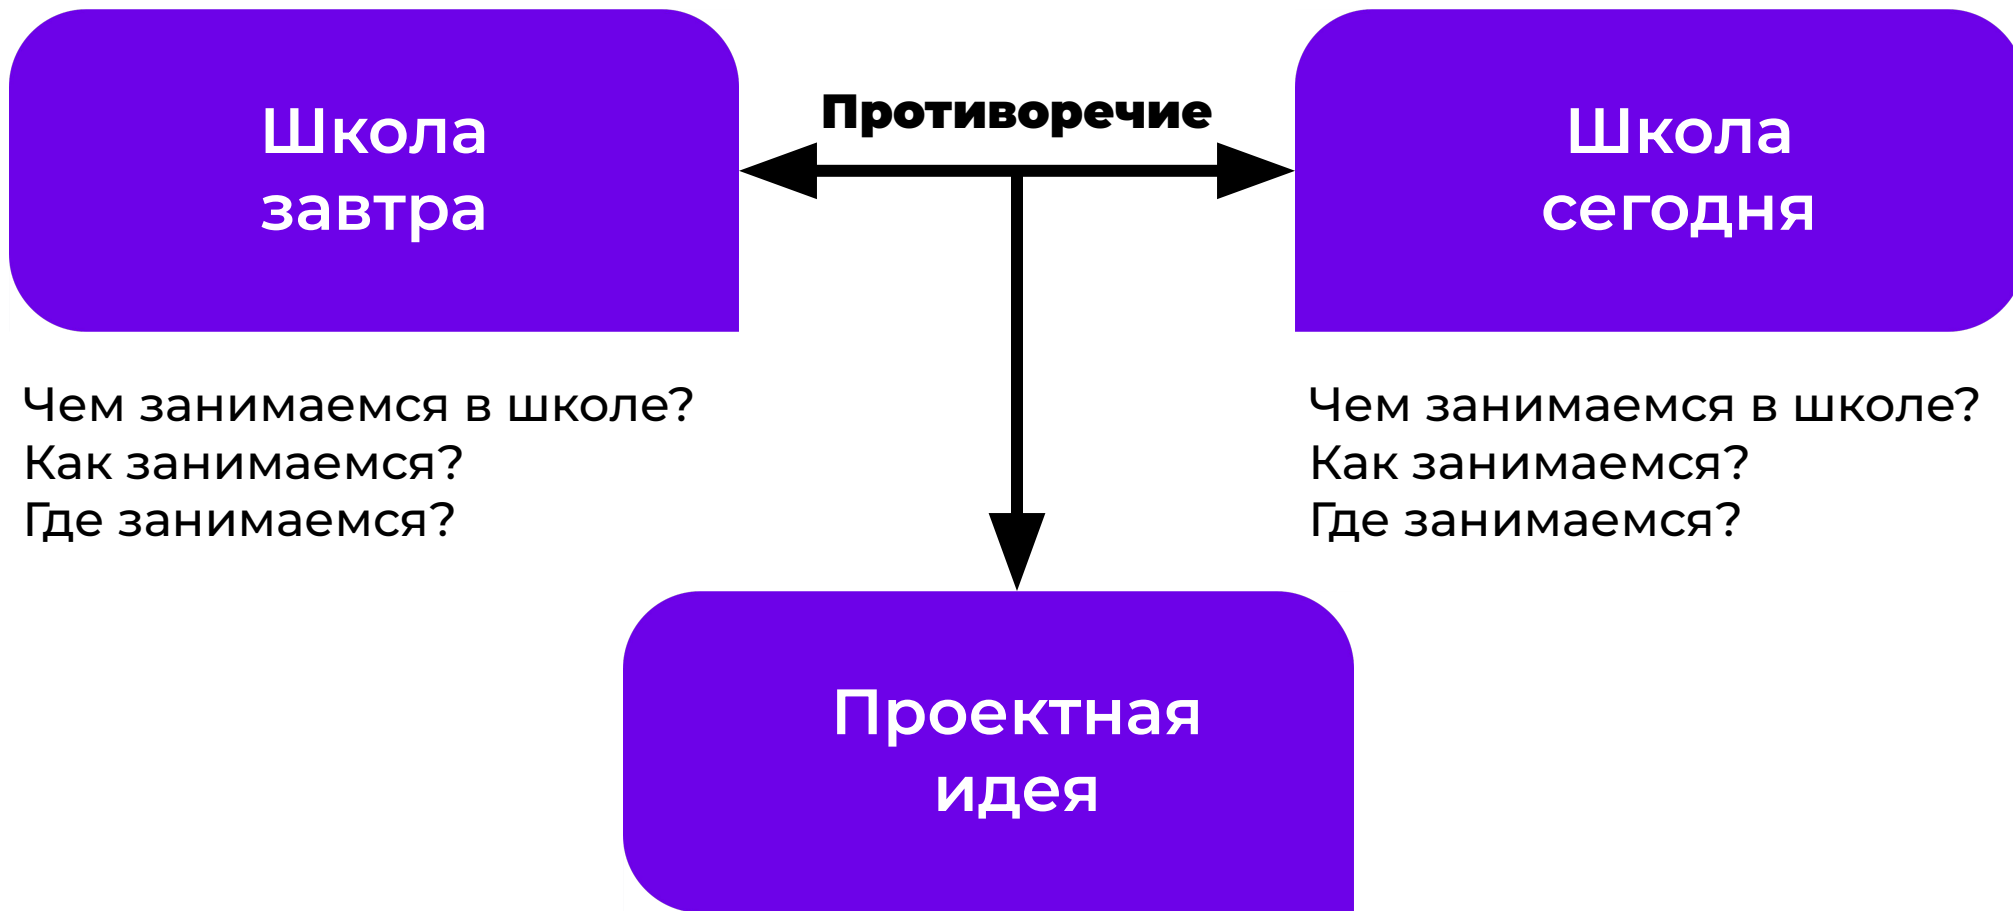 Школа
завтра
Противоречие
Школа
сегодня
Чем занимаемся в школе?
Как занимаемся?
Где занимаемся?
Чем занимаемся в школе?
Как занимаемся?
Где занимаемся?
Проектная
идея